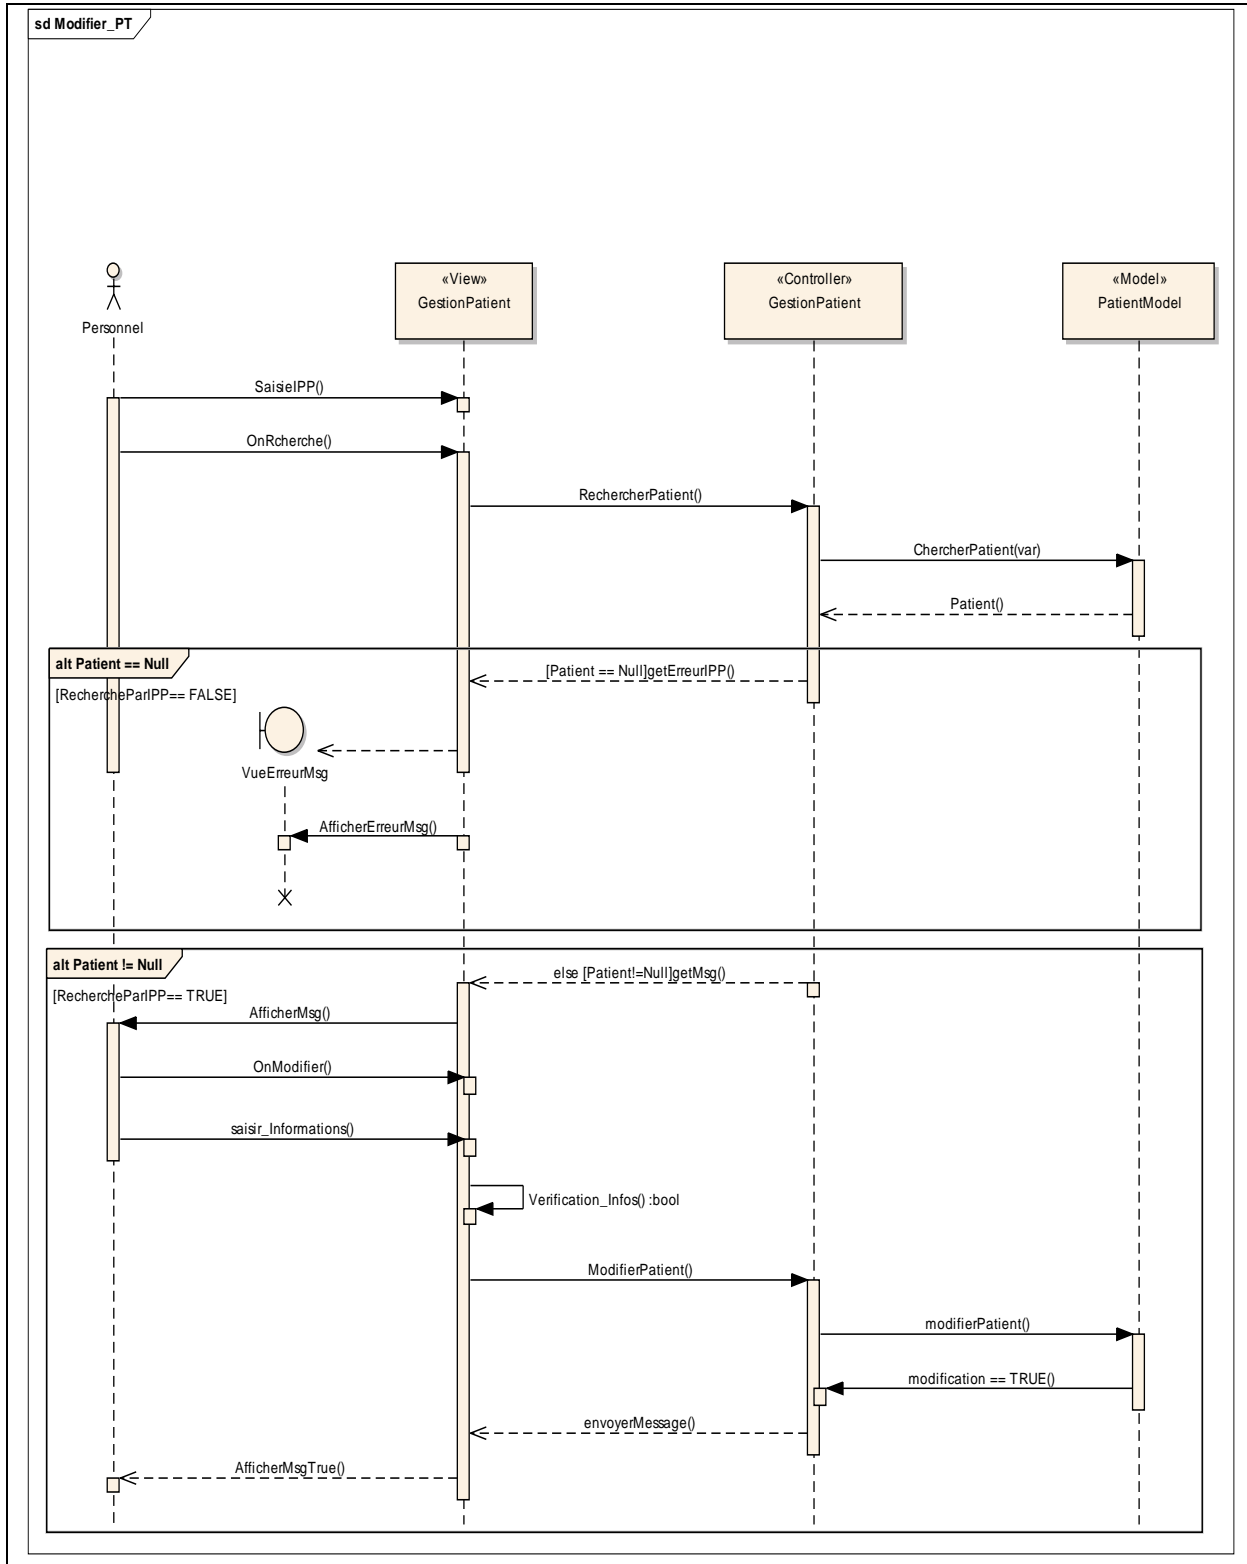 sd Modifier_PT
«View»
GestionPatient
«Controller»
GestionPatient
«Model»
PatientModel
Personnel
SaisieIPP()
OnRcherche()
RechercherPatient()
ChercherPatient(var)
Patient()
alt Patient == Null
[Patient == Null]getErreurIPP()
[RechercheParIPP== FALSE]
VueErreurMsg
AfficherErreurMsg()
alt Patient != Null
else [Patient!=Null]getMsg()
[RechercheParIPP== TRUE]
AfficherMsg()
OnModifier()
saisir_Informations()
Verification_Infos() :bool
ModifierPatient()
modifierPatient()
modification == TRUE()
envoyerMessage()
AfficherMsgTrue()